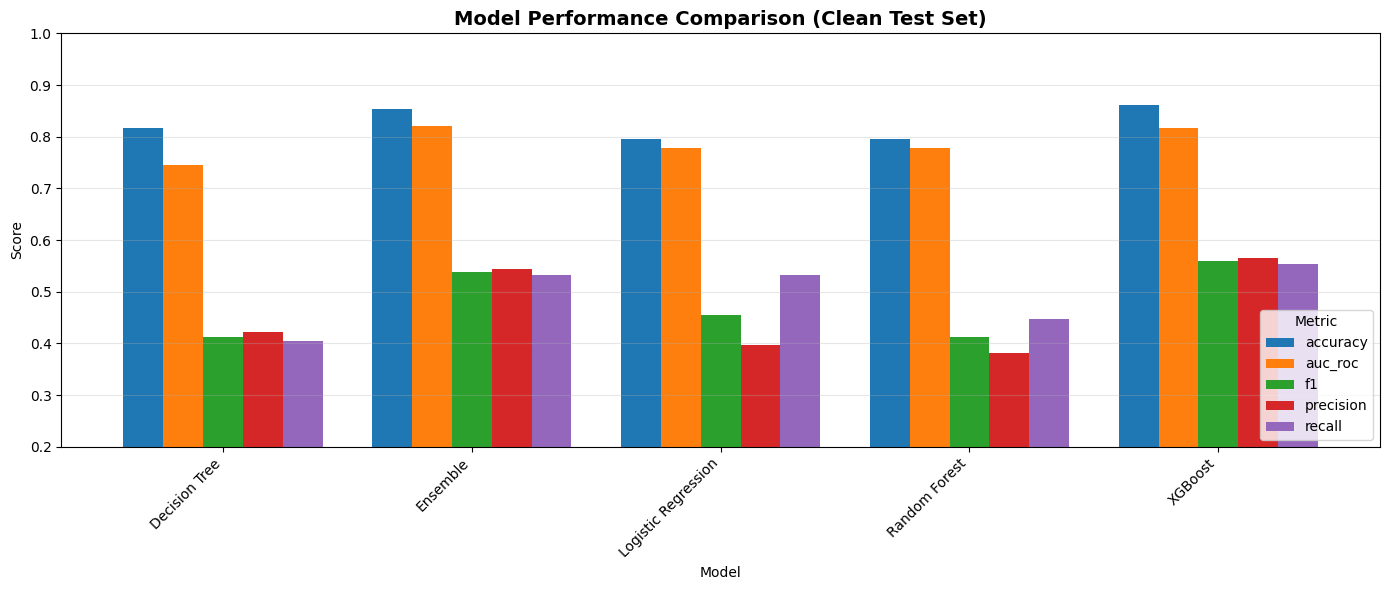 Model Performance Comparison (Clean Test Set)
1.0
0.9
0.8
0.7
0.6
0.5
0.4
0.3
0.2
Score
Decision Tree
Ensemble
Logistic Regression
Random Forest
XGBoost
Model
Metric
accuracy
auc_roc
f1
precision
recall